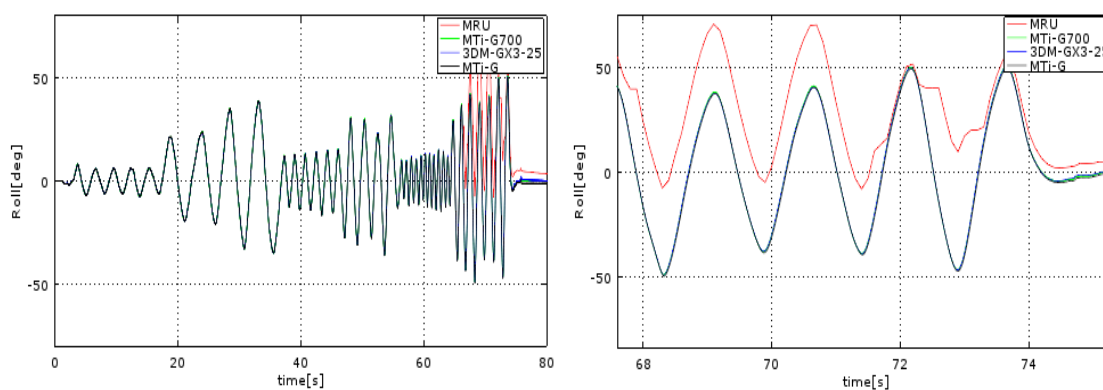 MRU
MTi-G700
3DM-GX3-25
MTi-G
50
0
-50
Roll[deg]
0
20
40
60
80
time[s]
MRU
MTi-G700
3DM-GX3-25
MTi-G
50
0
-50
Roll[deg]
68
70
72
74
time[s]